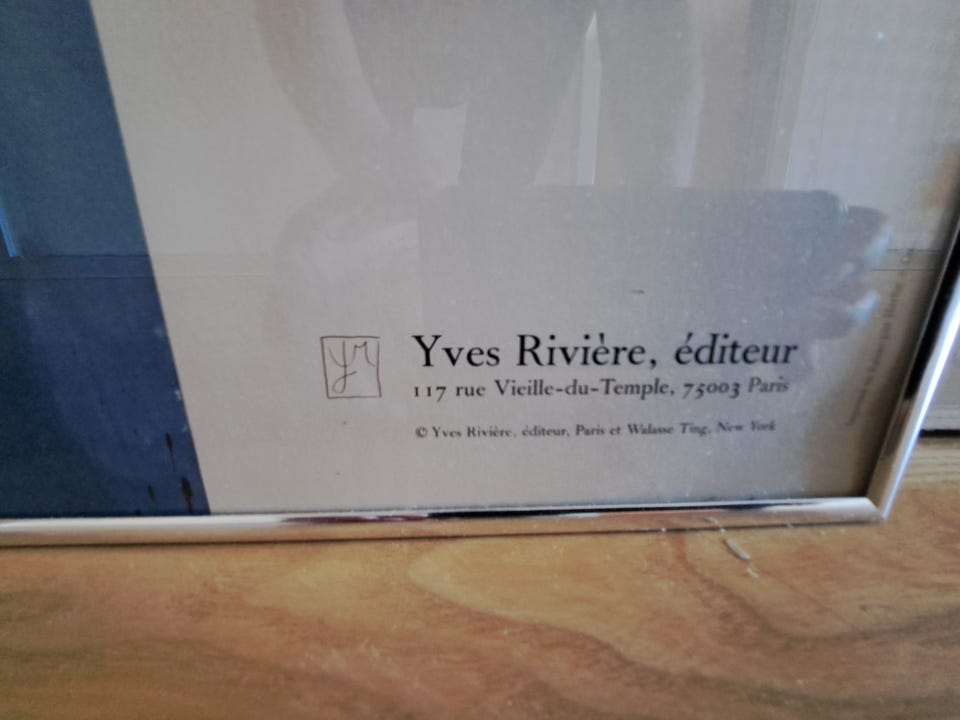 YR
Yves Rivière, éditeur
117 rue Vieille-du-Temple, 75003 Paris
© Yves Rivière, éditeur, Paris et Walasse Ting, New York